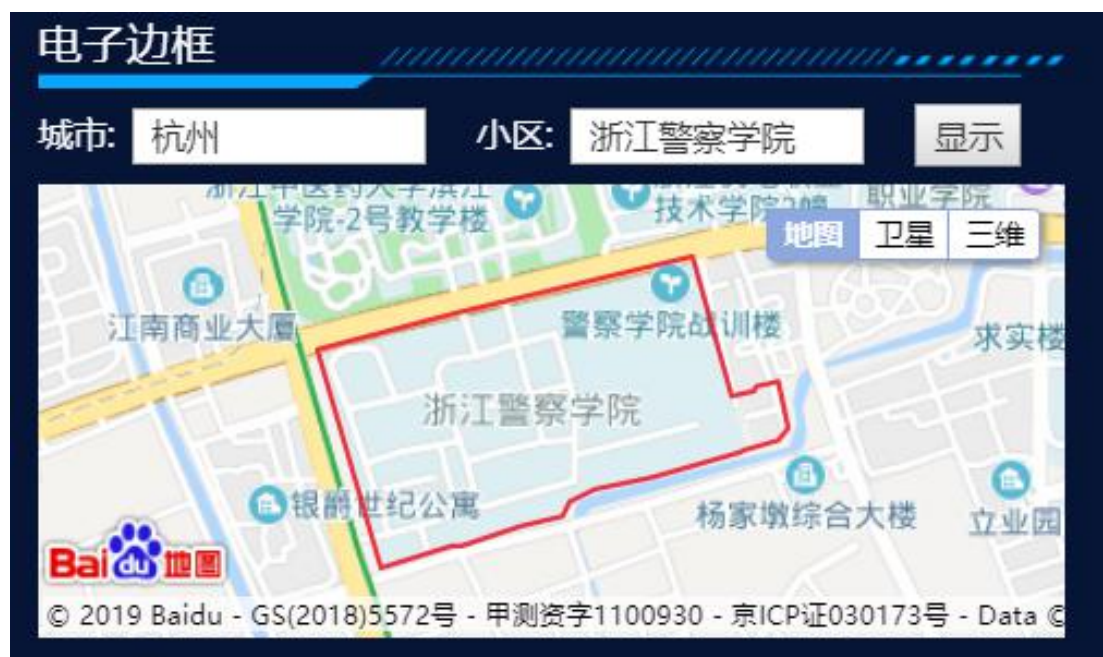 电子边框
城市: 杭州 小区: 浙江警察学院 显示
职业学院
学院-2号教学楼
技术学院
地图 卫星 三维
江南商业大厦
警察学院战训楼
求实楼
浙江警察学院
银爵世纪公寓
杨家墩综合大楼
立业园
Bai du 地图
© 2019 Baidu - GS(2018)5572号 - 甲测资字1100930 - 京ICP证030173号 - Data ©